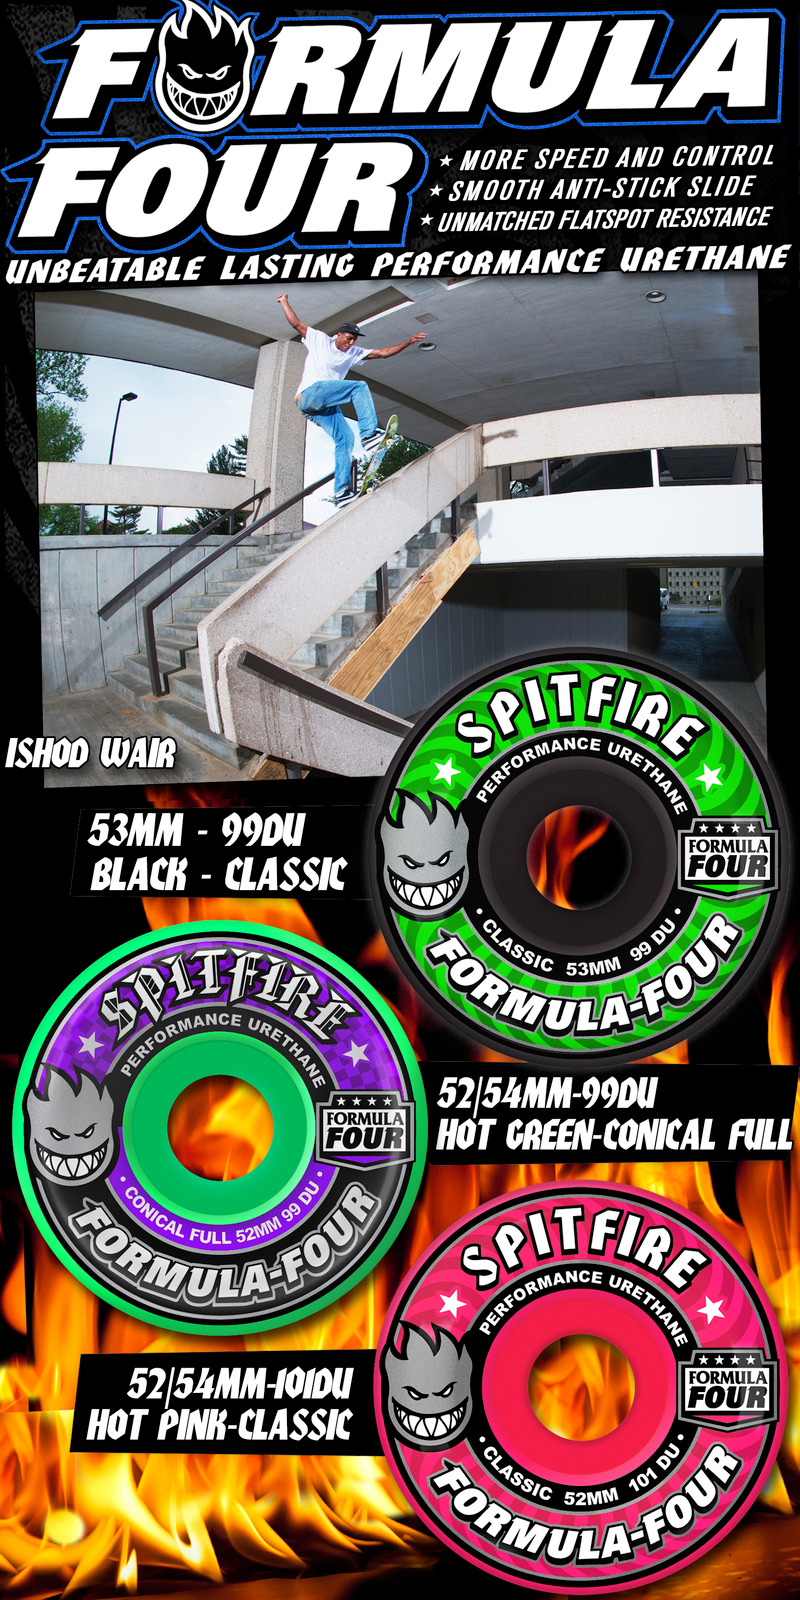 FORMULA
FOUR
★ MORE SPEED AND CONTROL
★ SMOOTH ANTI-STICK SLIDE
★ UNMATCHED FLATSPOT RESISTANCE
UNBEATABLE LASTING PERFORMANCE URETHANE
ISHOD WAIR
SPITFIRE
PERFORMANCE URETHANE
FORMULA
FOUR
• CLASSIC 53MM 99 DU •
FORMULA-FOUR
53MM - 99DU
BLACK - CLASSIC
SPITFIRE
PERFORMANCE URETHANE
FORMULA
FOUR
• CONICAL FULL 52MM 99 DU •
FORMULA-FOUR
52|54MM-99DU
HOT GREEN-CONICAL FULL
SPITFIRE
PERFORMANCE URETHANE
FORMULA
FOUR
• CLASSIC 52MM 101 DU •
FORMULA-FOUR
52|54MM-101DU
HOT PINK-CLASSIC